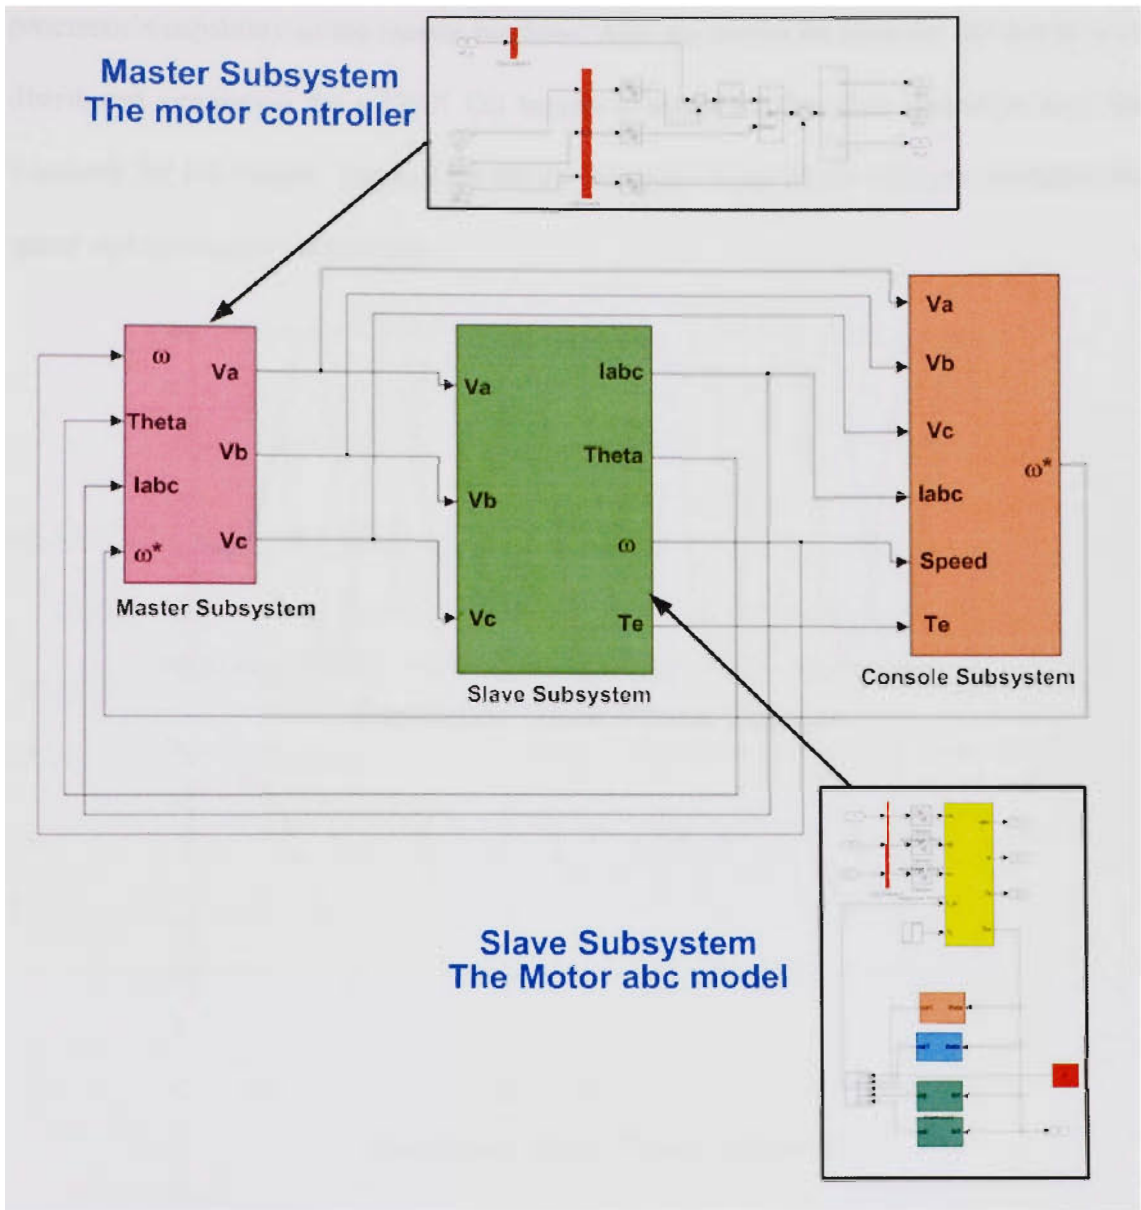 Master Subsystem
The motor controller
ω
Theta
Iabc
ω*
Va
Vb
Vc
Master Subsystem
Va
Vb
Vc
Iabc
Theta
ω
Te
Slave Subsystem
Va
Vb
Vc
Iabc
Speed
Te
ω*
Console Subsystem
Slave Subsystem
The Motor abc model